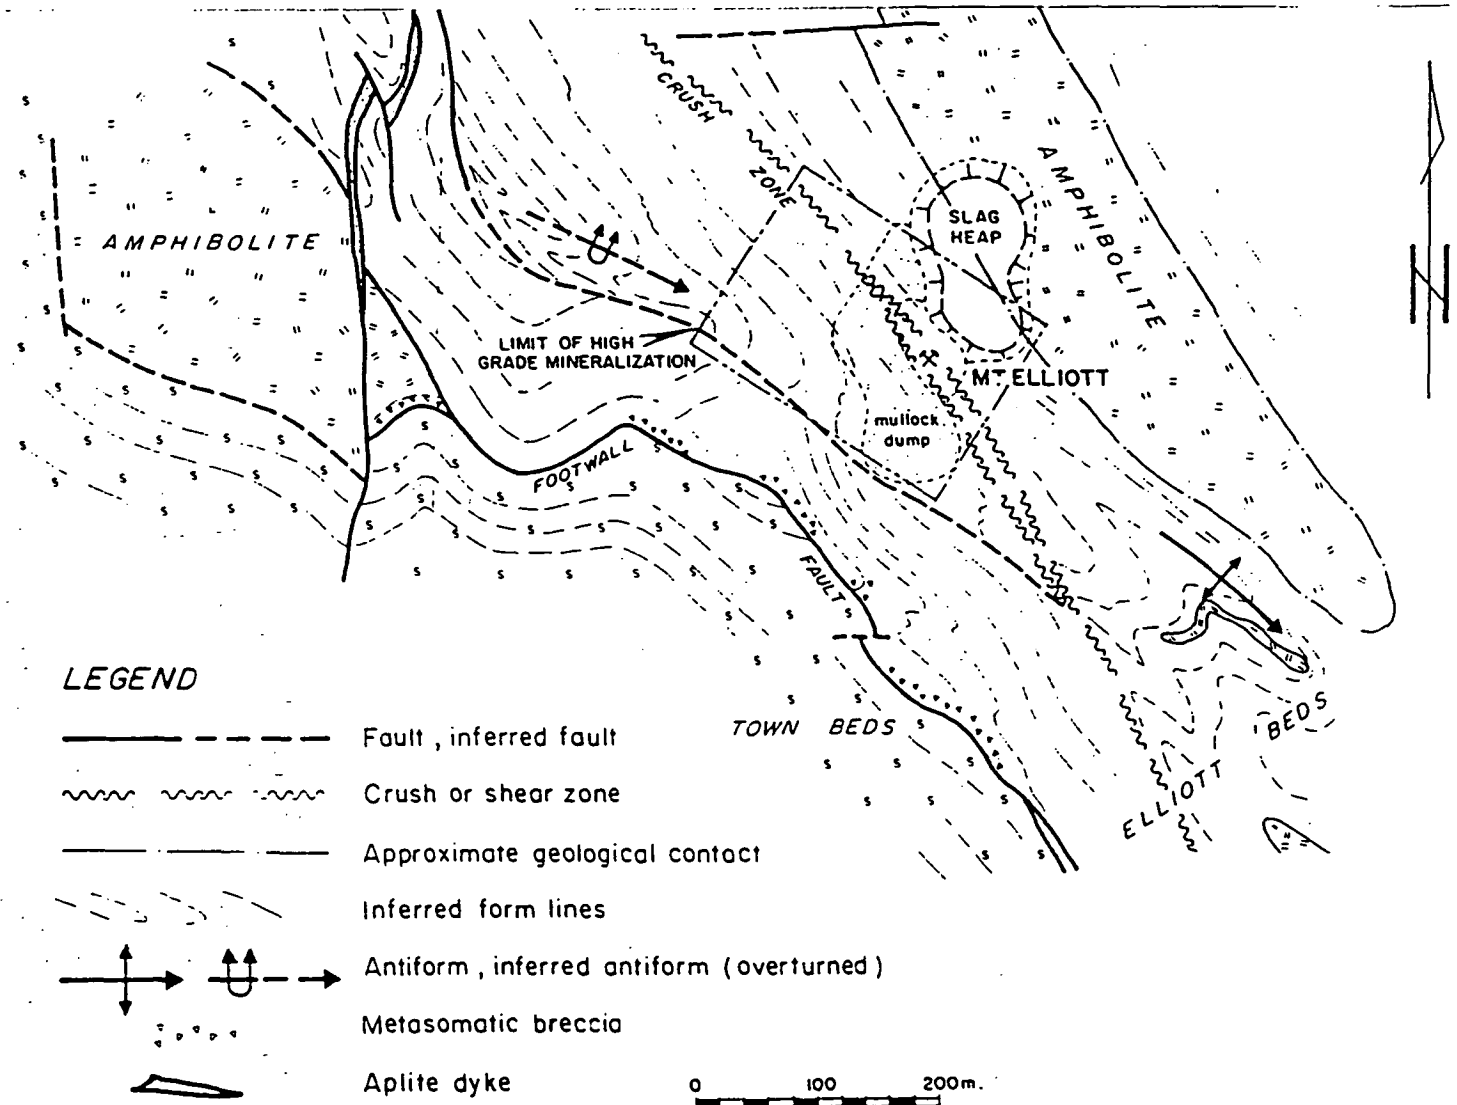 CRUSH
ZONE
AMPHIBOLITE
SLAG
HEAP
AMPHIBOLITE
LIMIT OF HIGH
GRADE MINERALIZATION
MT ELLIOTT
mullock
dump
FOOTWALL
FAULT
TOWN BEDS
ELLIOTT
BEDS
N
LEGEND
Fault, inferred fault
Crush or shear zone
Approximate geological contact
Inferred form lines
Antiform, inferred antiform (overturned)
Metasomatic breccia
Aplite dyke
0 100 200m.